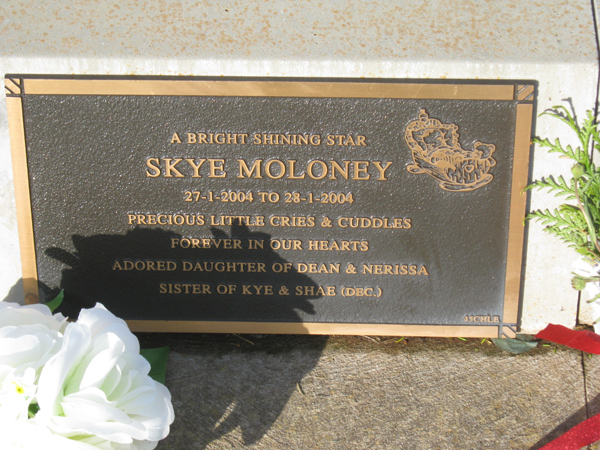 A BRIGHT SHINING STAR
SKYE MOLONEY
27-1-2004 TO 28-1-2004
PRECIOUS LITTLE CRIES & CUDDLES
FOREVER IN OUR HEARTS
ADORED DAUGHTER OF DEAN & NERISSA
SISTER OF KYE & SHAE (DEC.)